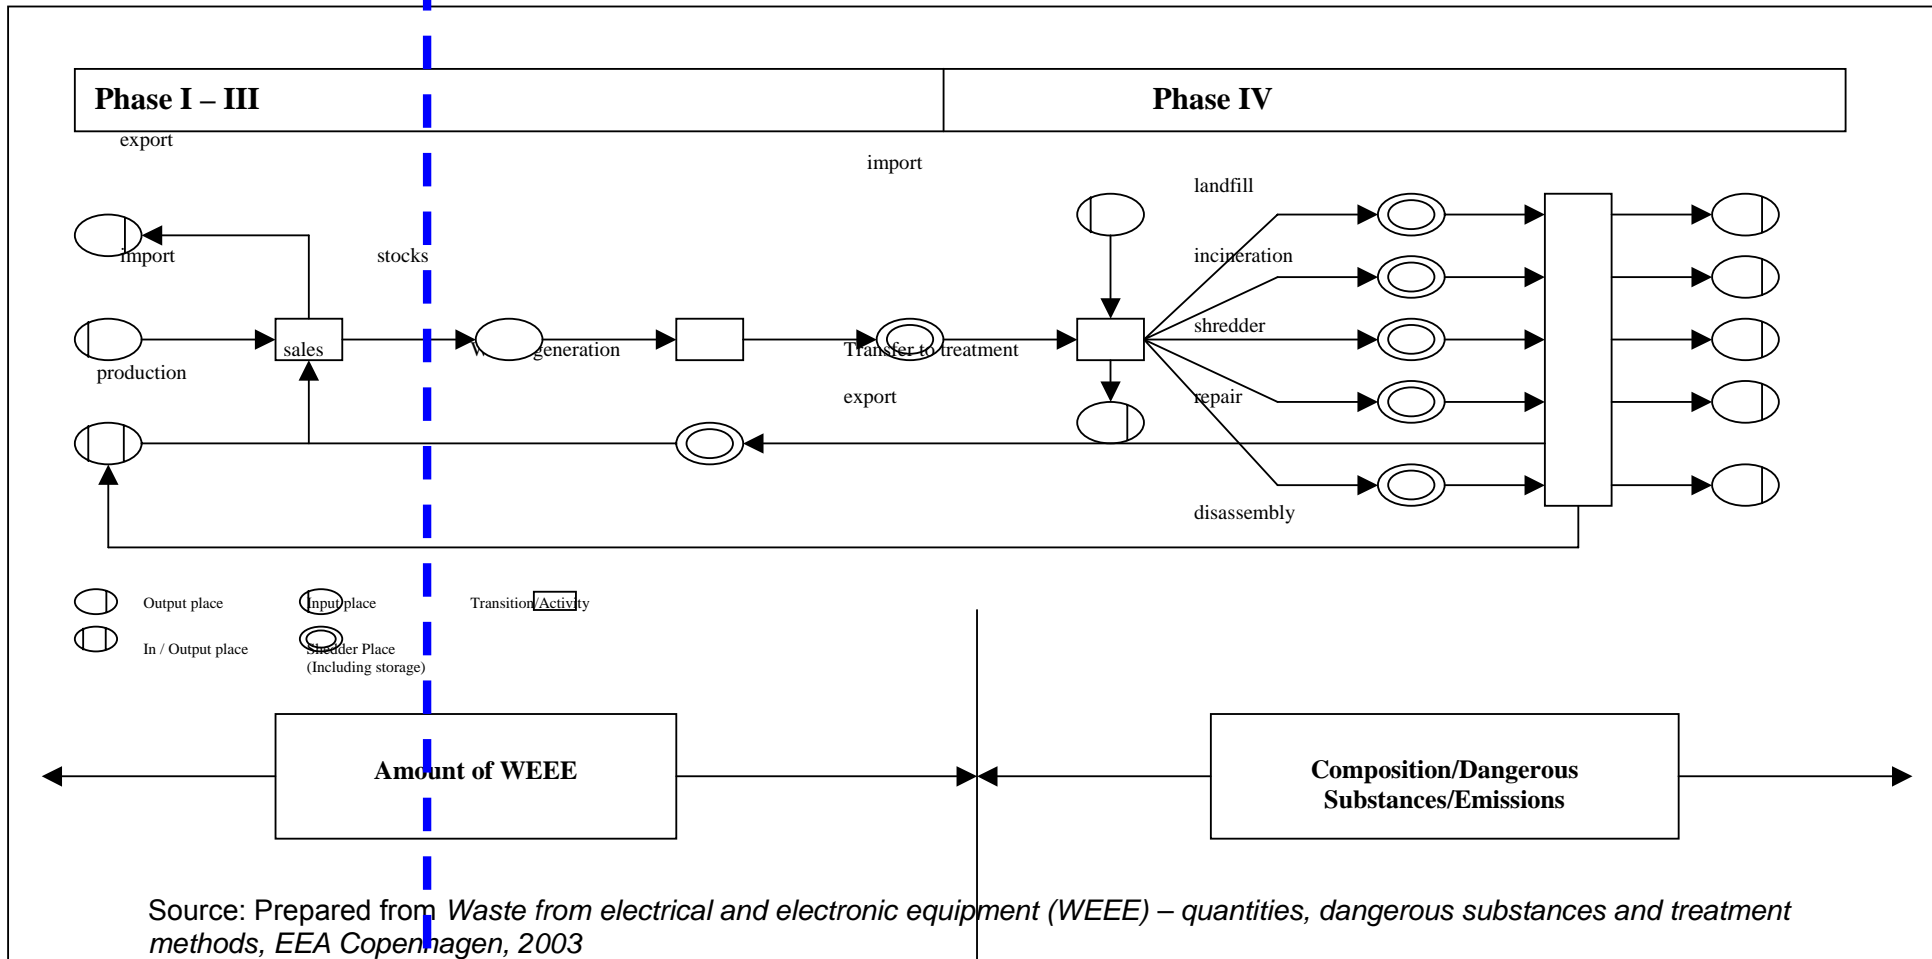 Phase I – III
Phase IV
export
import
landfill
import
stocks
incineration
shredder
sales
generation
Transfer to treatment
production
export
repair
disassembly
Output place
Input place
Transition/Activity
In / Output place
Shedder Place
(Including storage)
Amount of WEEE
Composition/Dangerous
Substances/Emissions
Source: Prepared from Waste from electrical and electronic equipment (WEEE) – quantities, dangerous substances and treatment
methods, EEA Copenhagen, 2003